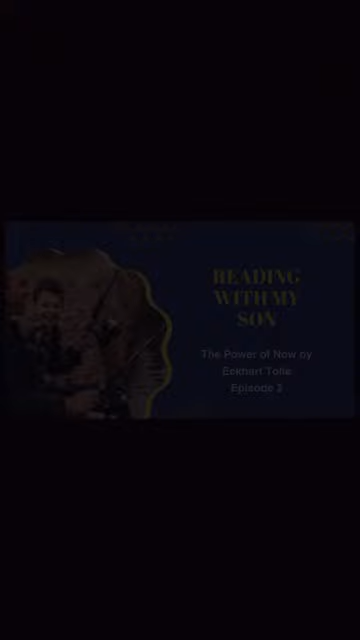 READING
WITH MY
SON
The Power of Now by
Eckhart Tolle
Episode 3